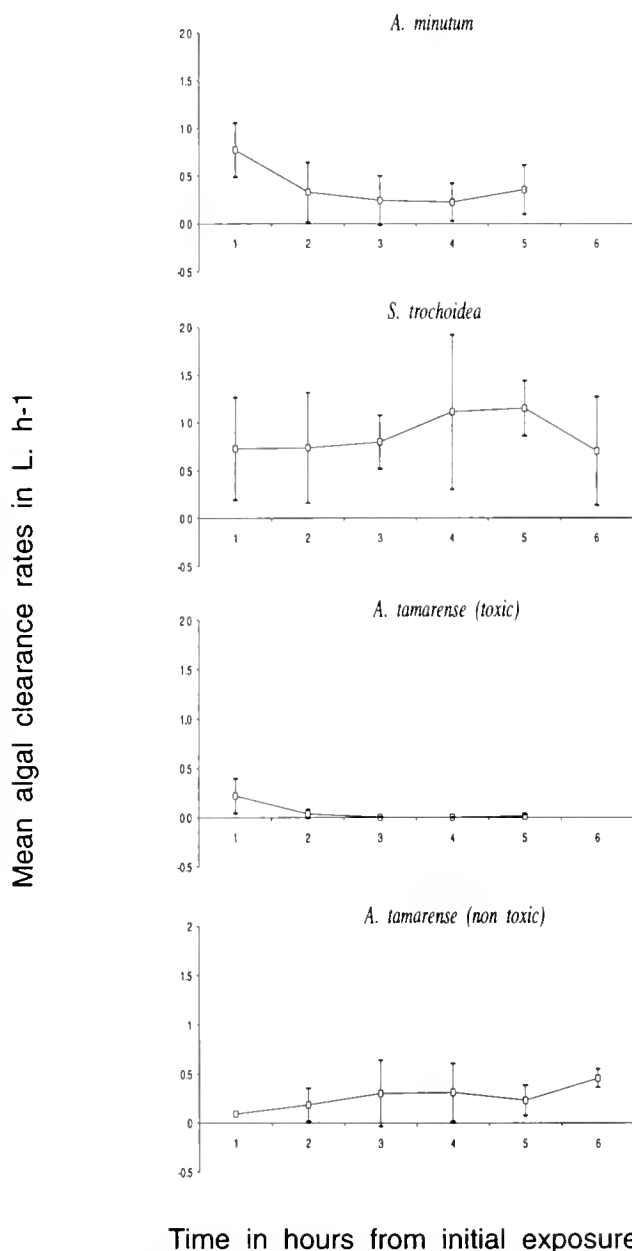 A. minutum
2.0
1.5
1.0
0.5
0.0
-0.5
1 2 3 4 5 6
S. trochoidea
2.0
1.5
1.0
0.5
0.0
-0.5
1 2 3 4 5 6
A. tamarense (toxic)
2.0
1.5
1.0
0.5
0.0
-0.5
1 2 3 4 5 6
A. tamarense (non toxic)
2
1.5
1
0.5
0
-0.5
1 2 3 4 5 6
Mean algal clearance rates in L. h-1
Time in hours from initial exposure